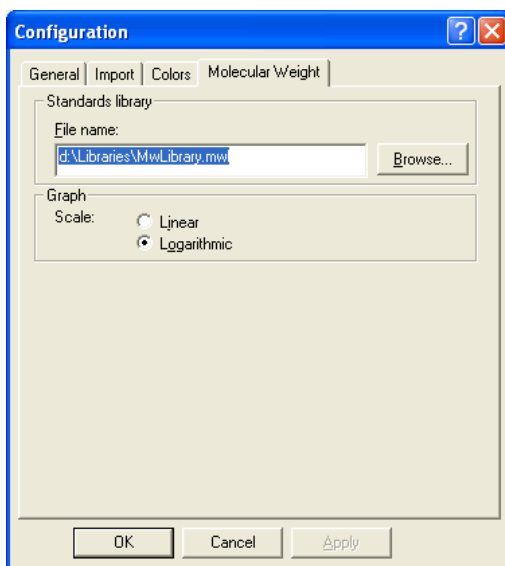 Configuration
General Import Colors Molecular Weight
Standards library
File name:
d:\Libraries\MwLibrary.mwl
Browse...
Graph
Scale:
Linear
Logarithmic
OK Cancel Apply